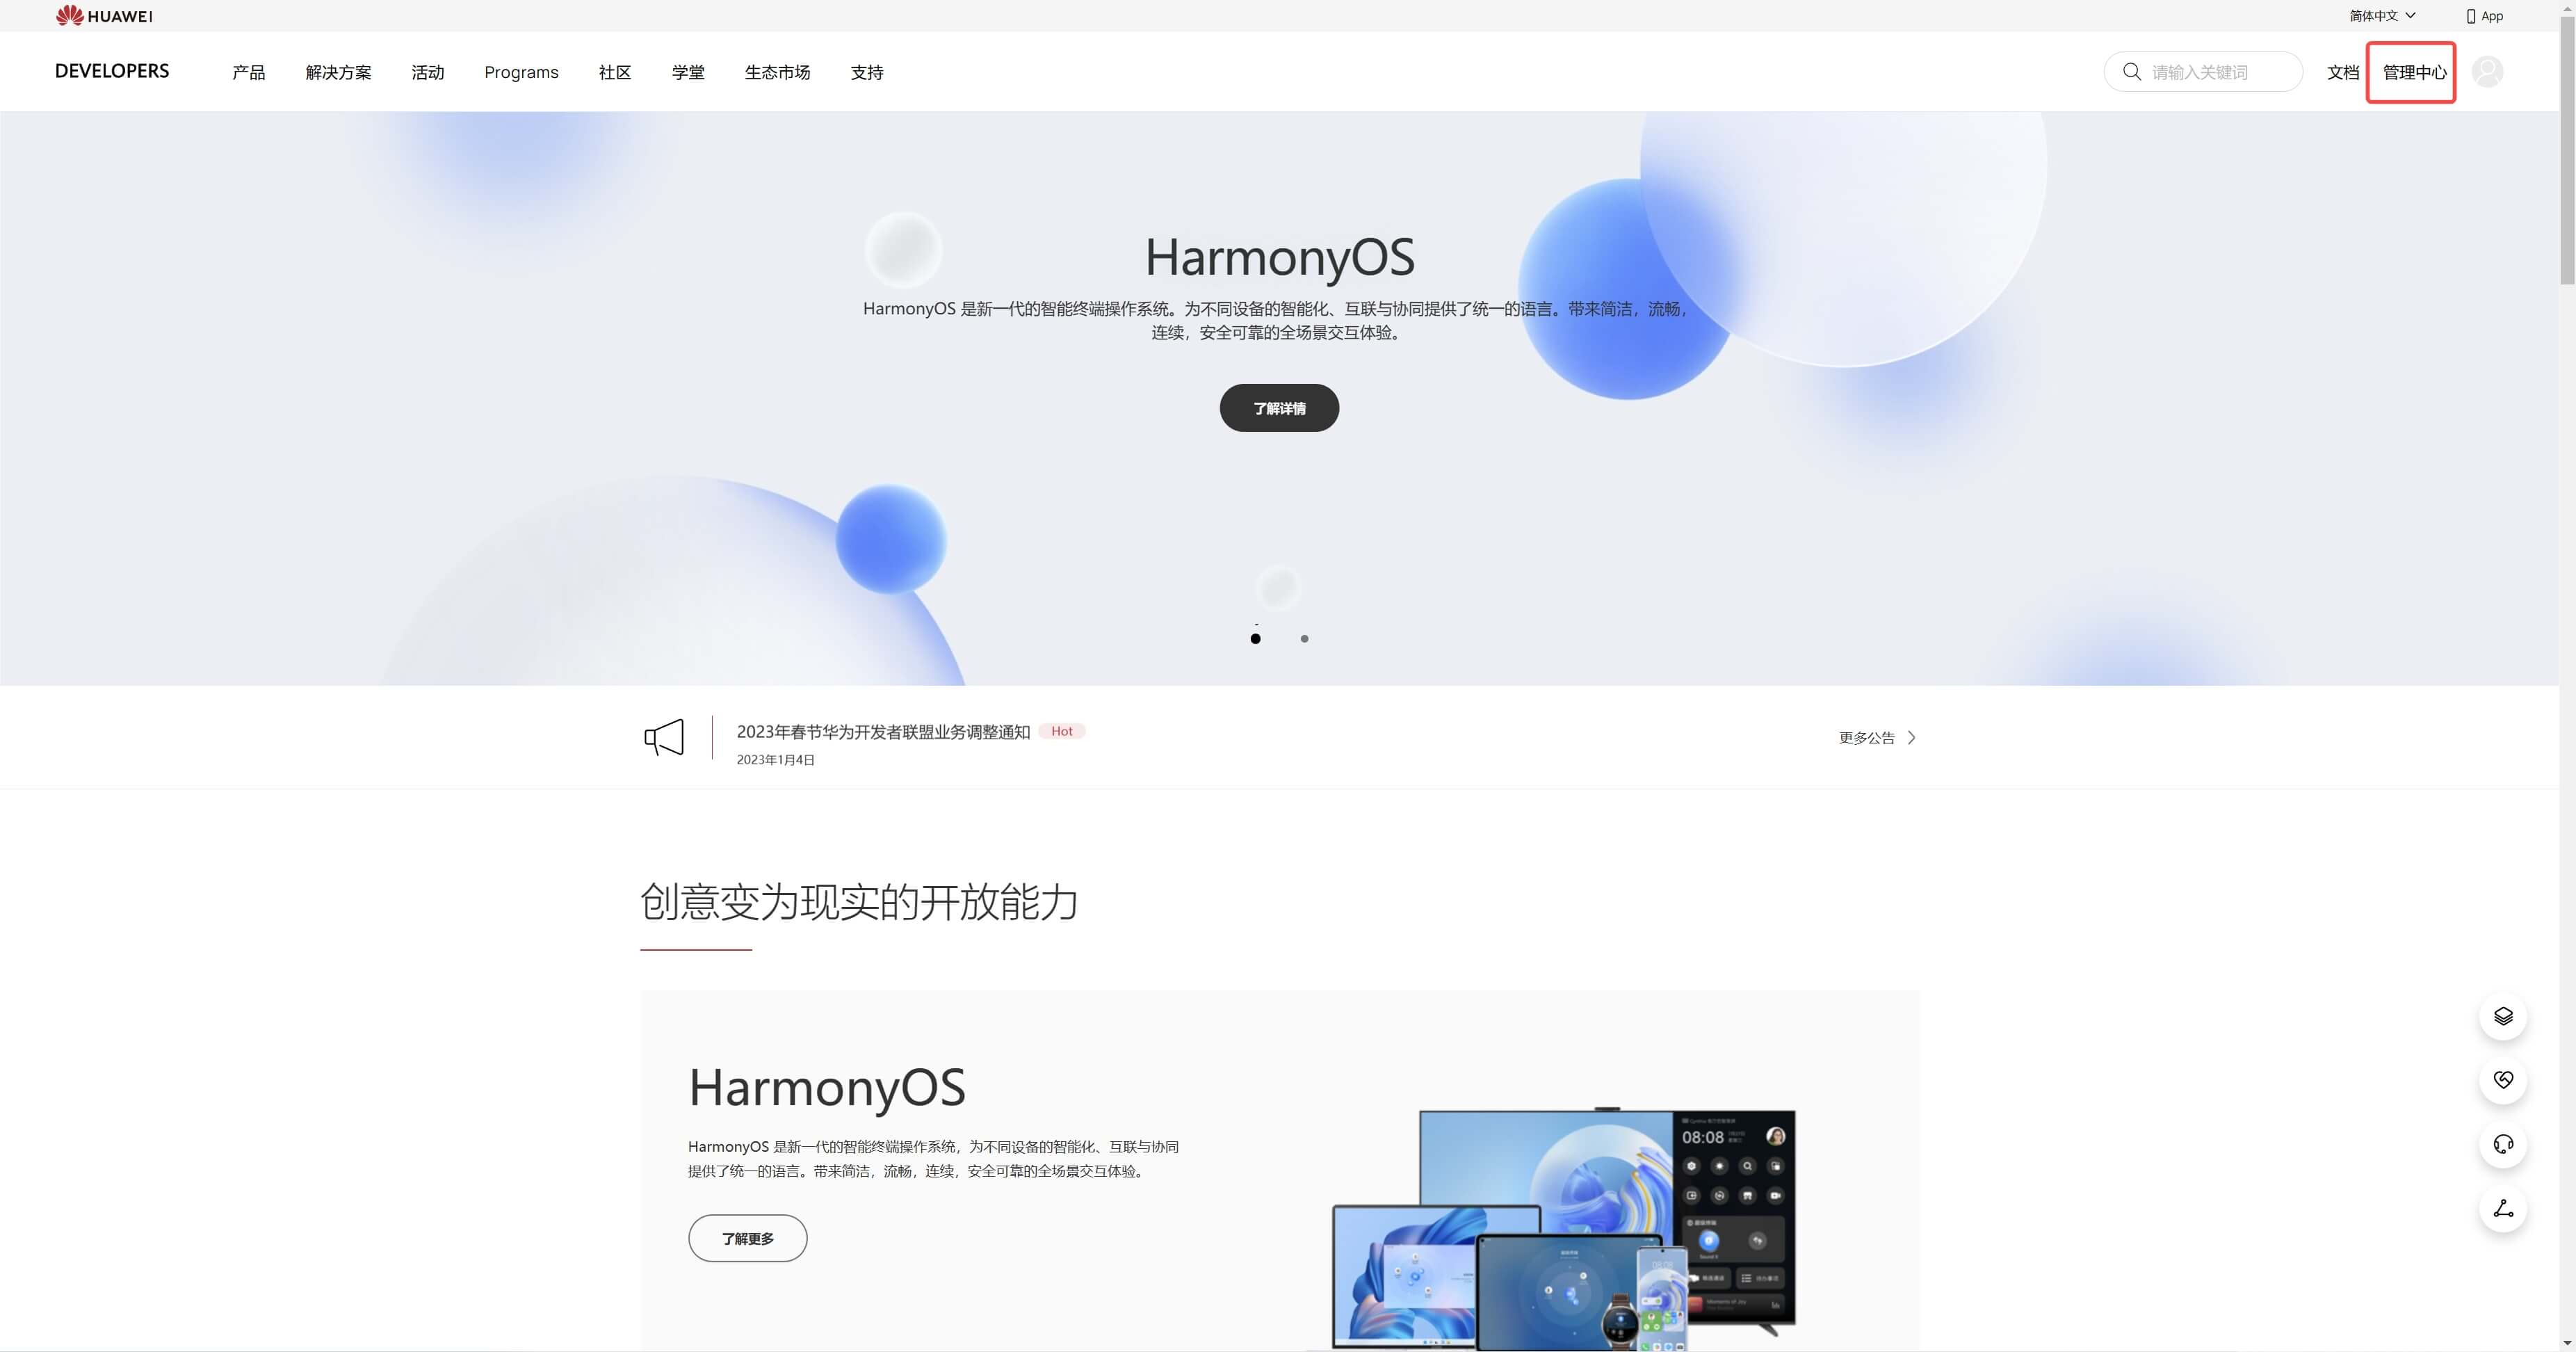 HUAWEI
简体中文
App
DEVELOPERS
产品
解决方案
活动
Programs
社区
学堂
生态市场
支持
请输入关键词
文档
管理中心
HarmonyOS
HarmonyOS 是新一代的智能终端操作系统。为不同设备的智能化、互联与协同提供了统一的语言。带来简洁，流畅，
连续，安全可靠的全场景交互体验。
了解详情
2023年春节华为开发者联盟业务调整通知
Hot
2023年1月4日
更多公告
创意变为现实的开放能力
HarmonyOS
HarmonyOS 是新一代的智能终端操作系统，为不同设备的智能化、互联与协同
提供了统一的语言。带来简洁，流畅，连续，安全可靠的全场景交互体验。
了解更多
08:08